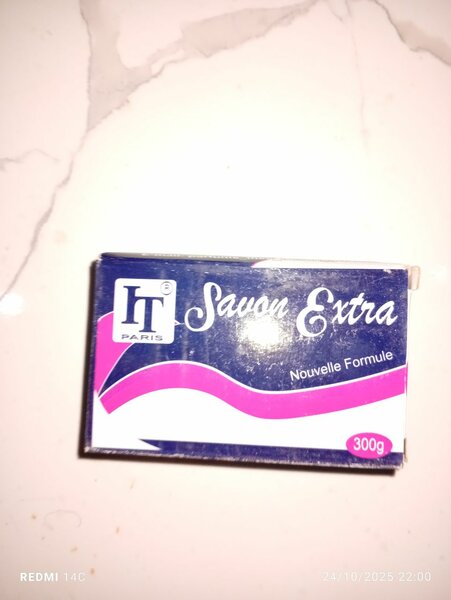 IT®
PARIS
Savon Extra
Nouvelle Formule
300g
REDMI 14C
24/10/2025 22:00